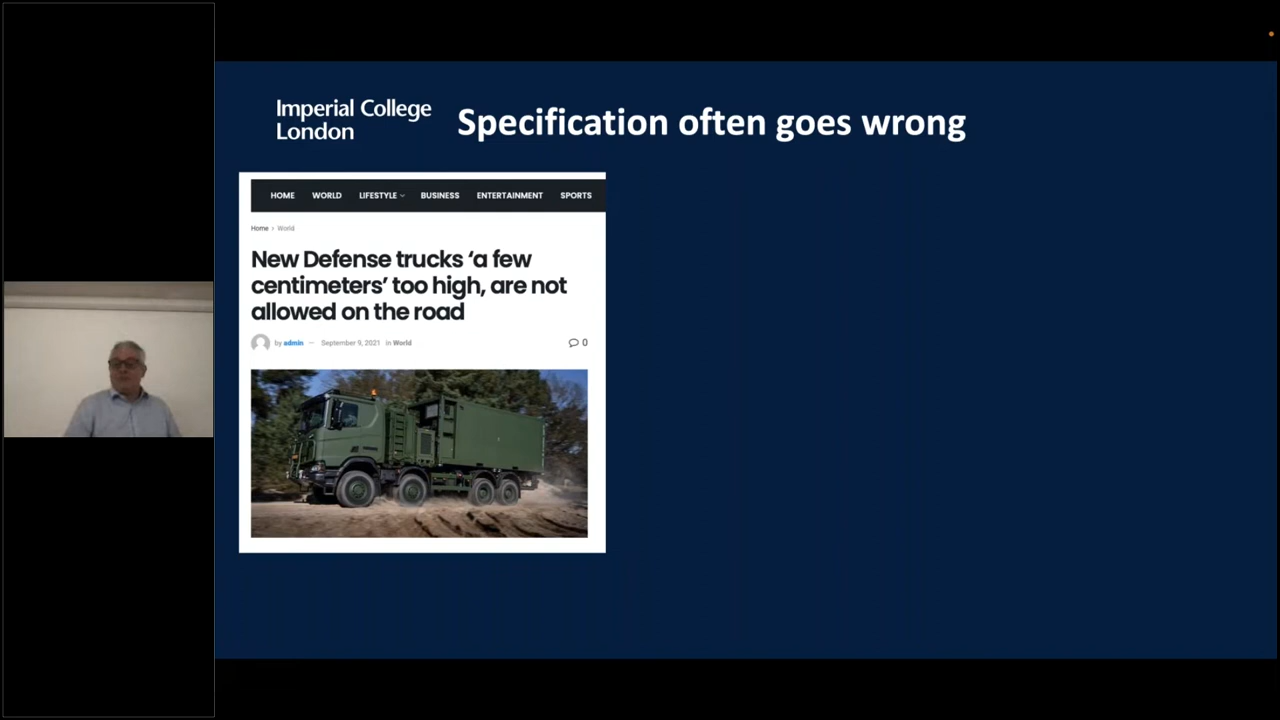 Imperial College
London
Specification often goes wrong
HOME WORLD LIFESTYLE BUSINESS ENTERTAINMENT SPORTS
Home > World
New Defense trucks ‘a few
centimeters’ too high, are not
allowed on the road
by admin — September 9, 2021 in World 0